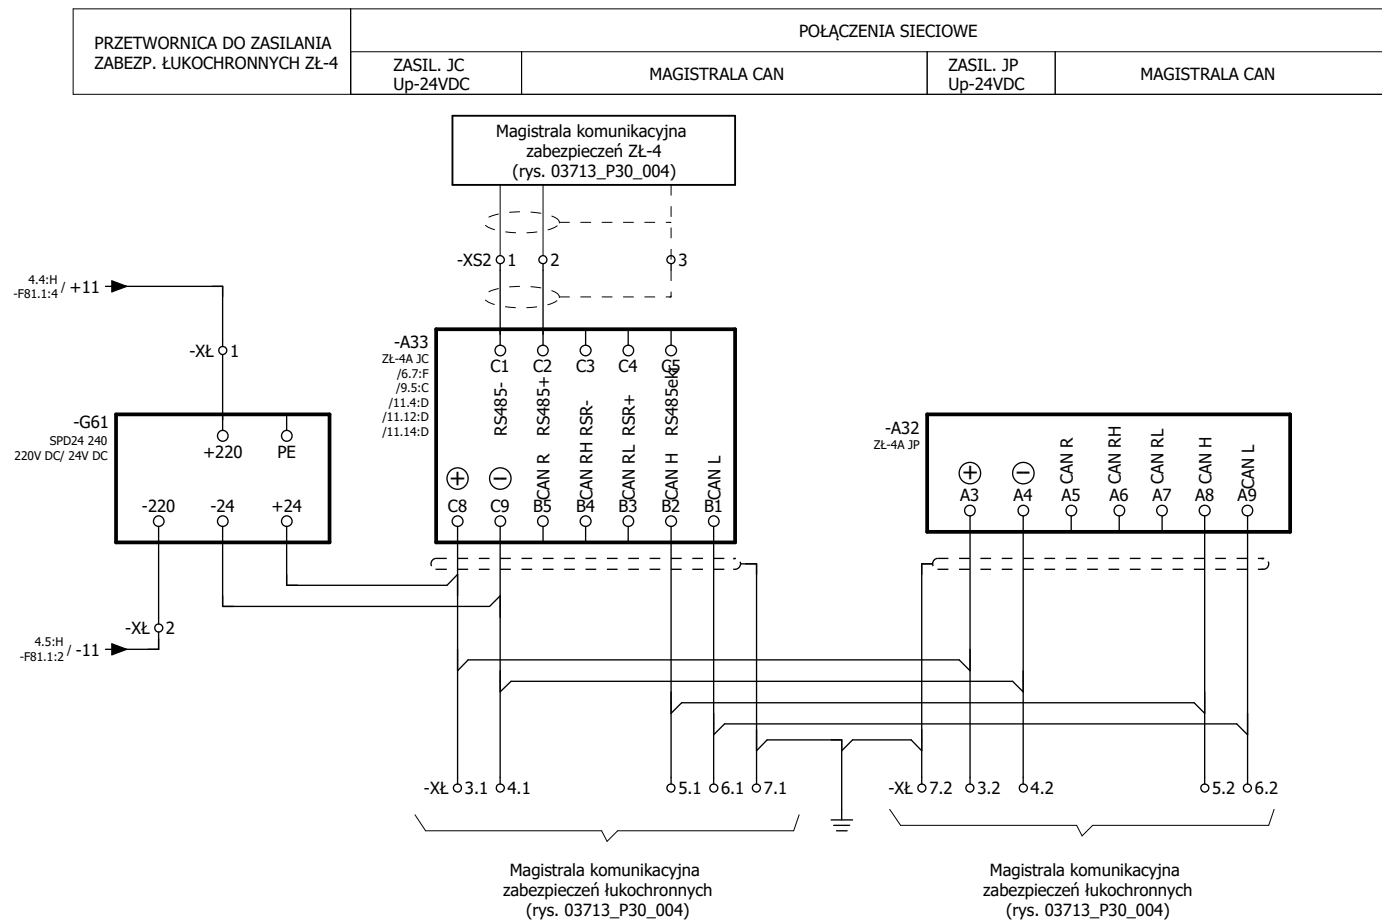 PRZETWORNICA DO ZASILANIA
ZABEZP. ŁUKOCHRONNYCH ZŁ-4
POŁĄCZENIA SIECIOWE
ZASIL. JC
Up-24VDC
MAGISTRALA CAN
ZASIL. JP
Up-24VDC
MAGISTRALA CAN
Magistrala komunikacyjna
zabezpieczeń ZŁ-4
(rys. 03713_P30_004)
-XS2 1 2 3
4.4:H
-F81.1:4 / +11
-XŁ 1
-A33
ZŁ-4A JC
/6.7:F
/9.5:C
/11.4:D
/11.12:D
/11.14:D
C1 C2 C3 C4 C5
RS485- RS485+ RSR- RSR+ RS485ekr
CAN R CAN RH CAN RL CAN H CAN L
+ -
C8 C9 B5 B4 B3 B2 B1
-G61
SPD24 240
220V DC/ 24V DC
+220 PE
-220 -24 +24
-A32
ZŁ-4A JP
+ - CAN R CAN RH CAN RL CAN H CAN L
A3 A4 A5 A6 A7 A8 A9
-XŁ 2
4.5:H
-F81.1:2 / -11
-XŁ 3.1 4.1 5.1 6.1 7.1
-XŁ 7.2 3.2 4.2 5.2 6.2
Magistrala komunikacyjna
zabezpieczeń łukochronnych
(rys. 03713_P30_004)
Magistrala komunikacyjna
zabezpieczeń łukochronnych
(rys. 03713_P30_004)